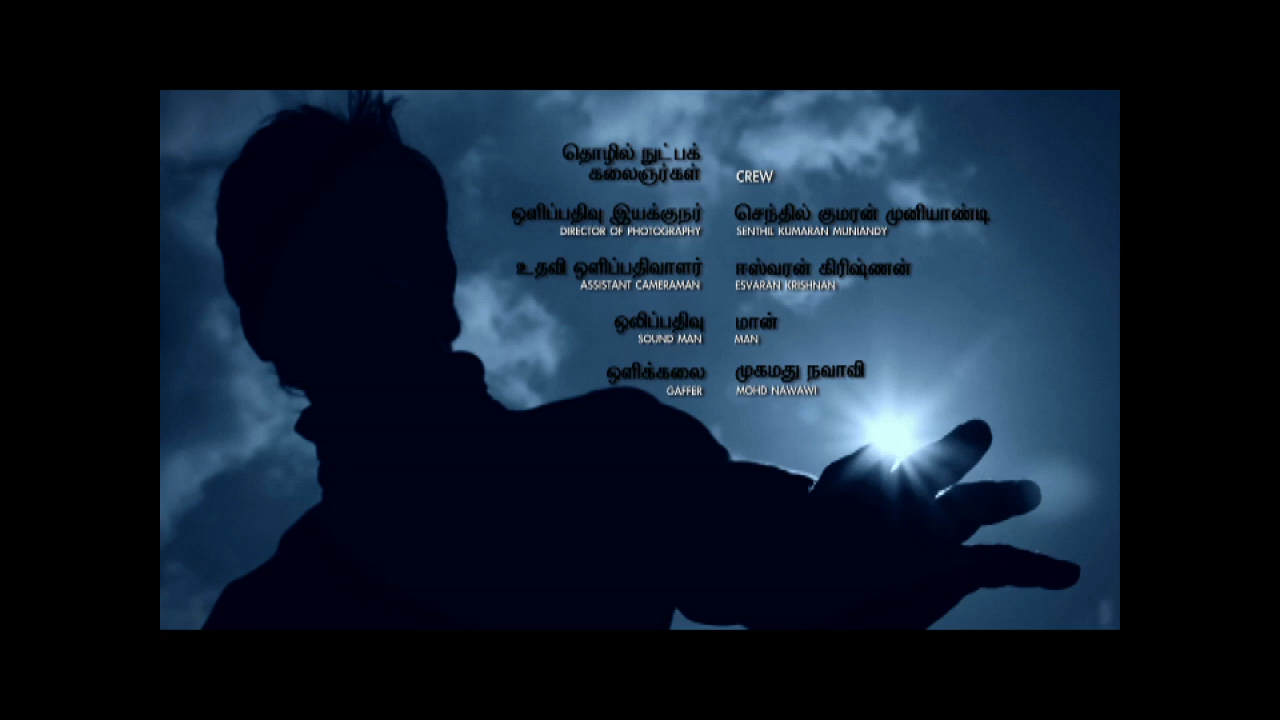 தொழில் நுட்பக்
கலைஞர்கள் CREW
ஒளிப்பதிவு இயக்குநர் செந்தில் குமரன் முனியாண்டி
DIRECTOR OF PHOTOGRAPHY SENTHIL KUMARAN MUNIANDY
உதவி ஒளிப்பதிவாளர் ஈஸ்வரன் கிரிஷ்ணன்
ASSISTANT CAMERAMAN ESVARAN KRISHNAN
ஒலிப்பதிவு மான்
SOUND MAN MAN
ஒளிக்கலை முகமது நவாவி
GAFFER MOHD NAWAWI